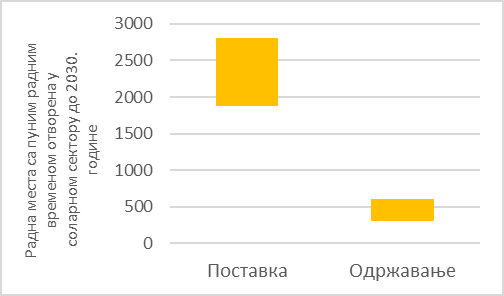 Радна места са пуним радним
временом отворена у
соларном сектору до 2030.
године
3000
2500
2000
1500
1000
500
0
Поставка
Одржавање